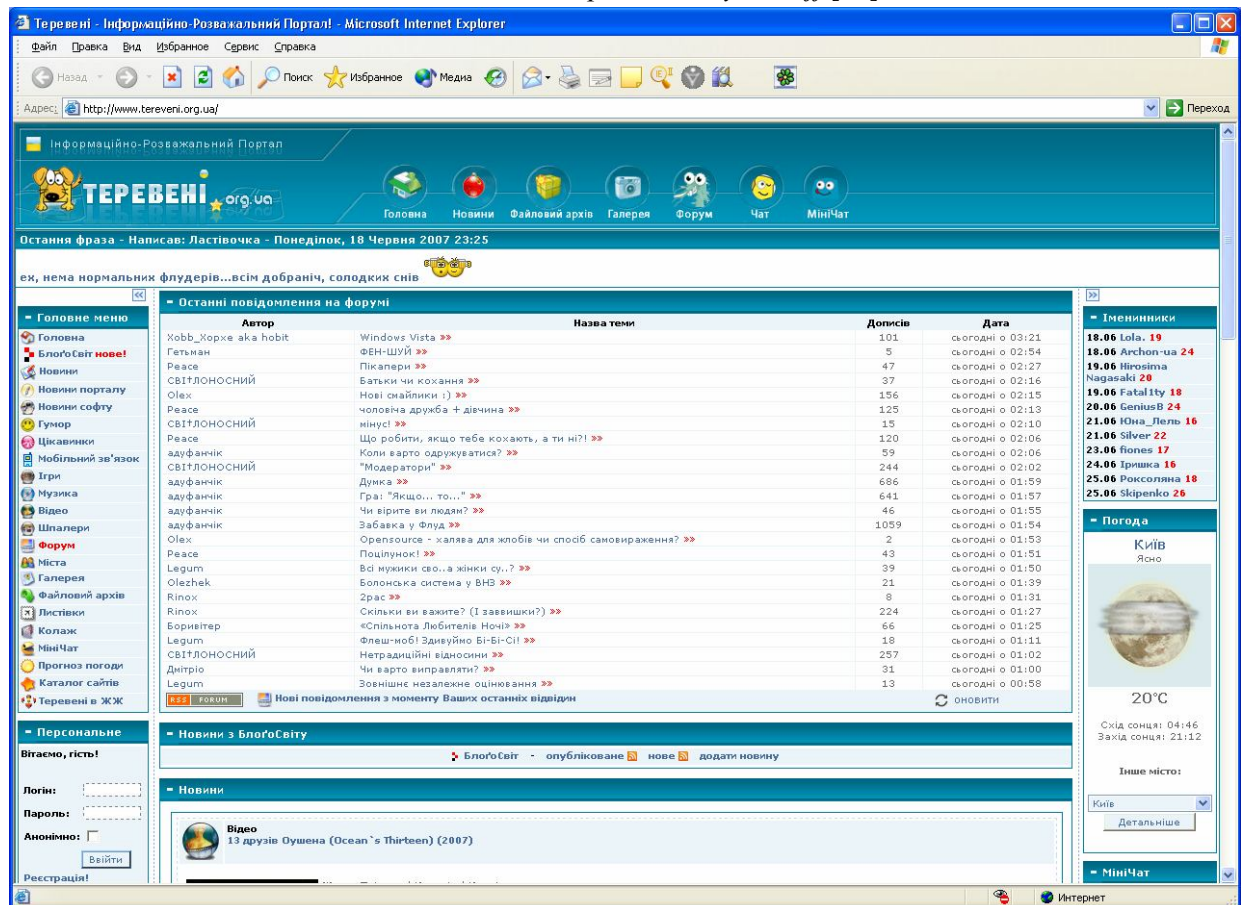 Теревені - Інформаційно-Розважальний Портал! - Microsoft Internet Explorer
Файл Правка Вид Избранное Сервис Справка
Назад Поиск Избранное Медиа
Адрес: http://www.tereveni.org.ua/ Переход
Інформаційно-Розважальний Портал
ТЕРЕВЕНІ org.ua
Головна Новини Файловий архів Галерея Форум Чат МініЧат
Остання фраза - Написав: Ластівочка - Понеділок, 18 Червня 2007 23:25
ех, нема нормальних флудерів...всім добраніч, солодких снів
Головне меню
Головна
БлоґоСвіт нове!
Новини
Новини порталу
Новини софту
Гумор
Цікавинки
Мобільний зв'язок
Ігри
Музика
Відео
Шпалери
Форум
Міста
Галерея
Файловий архів
Листівки
Колаж
МініЧат
Прогноз погоди
Каталог сайтів
Теревені в ЖЖ
Персональне
Вітаємо, гість!
Логін:
Пароль:
Анонімно:
Ввійти
Реєстрація!
Останні повідомлення на форумі
Автор Назва теми Дописів Дата
Xobb_Хорхе aka hobit Windows Vista »» 101 сьогодні о 03:21
Гетьман ФЕН-ШУЙ »» 5 сьогодні о 02:54
Peace Пікапери »» 47 сьогодні о 02:27
СВІ†ЛОНОСНИЙ Батьки чи кохання »» 37 сьогодні о 02:16
Olex Нові смайлики :) »» 156 сьогодні о 02:15
Peace чоловіча дружба + дівчина »» 125 сьогодні о 02:13
СВІ†ЛОНОСНИЙ мінус! »» 15 сьогодні о 02:10
Peace Що робити, якщо тебе кохають, а ти ні?! »» 120 сьогодні о 02:06
адуфанчік Коли варто одружуватися? »» 59 сьогодні о 02:06
СВІ†ЛОНОСНИЙ "Модератори" »» 244 сьогодні о 02:02
адуфанчік Думка »» 686 сьогодні о 01:59
адуфанчік Гра: "Якщо... то..." »» 641 сьогодні о 01:57
адуфанчік Чи вірите ви людям? »» 46 сьогодні о 01:55
адуфанчік Забавка у Флуд »» 1059 сьогодні о 01:54
Olex Opensource - халява для жлобів чи спосіб самовираження? »» 2 сьогодні о 01:53
Peace Поцілунок! »» 43 сьогодні о 01:51
Legum Всі мужики сво..а жінки су..? »» 39 сьогодні о 01:50
Olezhek Болонська система у ВНЗ »» 21 сьогодні о 01:39
Rinox 2pac »» 8 сьогодні о 01:31
Rinox Скільки ви важите? (І заввишки?) »» 224 сьогодні о 01:27
Боривітер «Спільнота Любителів Ночі» »» 66 сьогодні о 01:25
Legum Флеш-моб! Здивуймо Бі-Бі-Сі! »» 18 сьогодні о 01:11
СВІ†ЛОНОСНИЙ Нетрадиційні відносини »» 257 сьогодні о 01:02
Дмітріо Чи варто виправляти? »» 31 сьогодні о 01:00
Legum Зовнішнє незалежне оцінювання »» 13 сьогодні о 00:58
RSS FORUM Нові повідомлення з моменту Ваших останніх відвідин ОНОВИТИ
Новини з БлоґоСвіту
БлоґоСвіт - опубліковане нове додати новину
Новини
Відео
13 друзів Оушена (Ocean`s Thirteen) (2007)
Іменинники
18.06 Lola. 19
18.06 Archon-ua 24
19.06 Hirosima
Nagasaki 20
19.06 Fatal1ty 18
20.06 GeniusB 24
21.06 Юна_Лель 16
21.06 Silver 22
23.06 fiones 17
24.06 Іришка 16
25.06 Роксоляна 18
25.06 Skipenko 26
Погода
Київ
Ясно
20°C
Схід сонця: 04:46
Захід сонця: 21:12
Інше місто:
Київ
Детальніше
МініЧат
Интернет